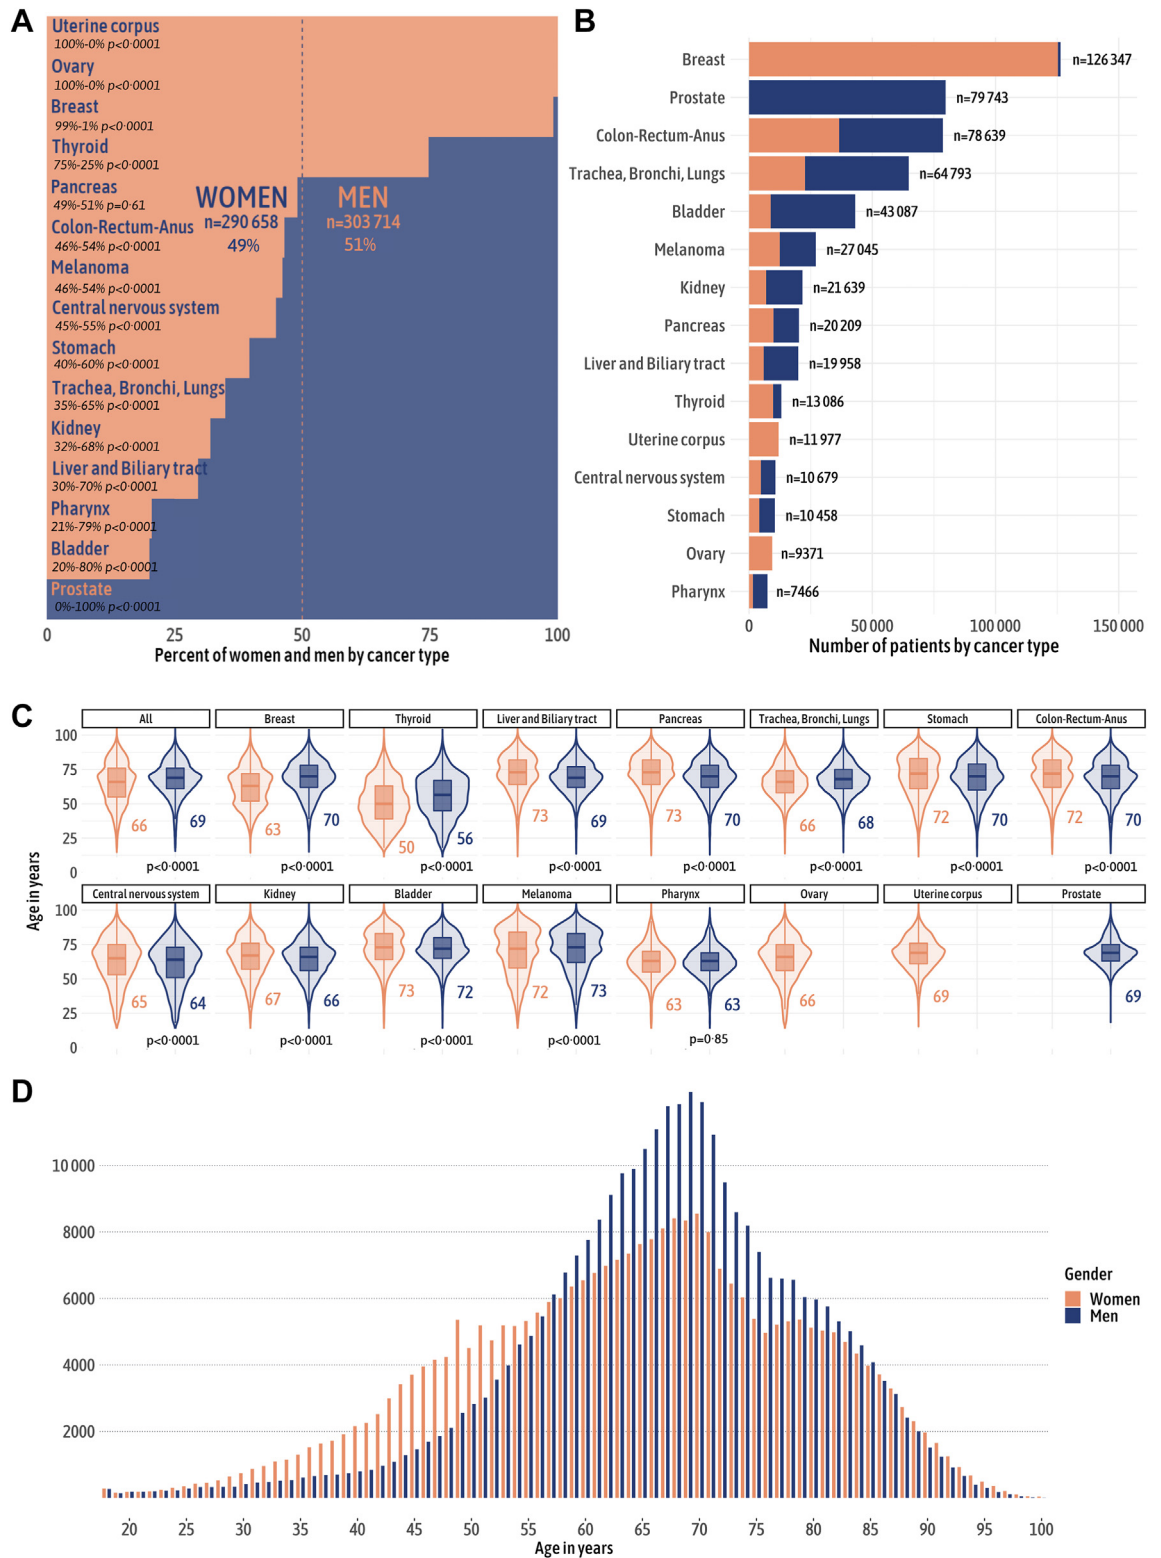 A
Uterine corpus
100%-0% p<0·0001
Ovary
100%-0% p<0·0001
Breast
99%-1% p<0·0001
Thyroid
75%-25% p<0·0001
Pancreas
49%-51% p=0·61
Colon-Rectum-Anus
46%-54% p<0·0001
Melanoma
46%-54% p<0·0001
Central nervous system
45%-55% p<0·0001
Stomach
40%-60% p<0·0001
Trachea, Bronchi, Lungs
35%-65% p<0·0001
Kidney
32%-68% p<0·0001
Liver and Biliary tract
30%-70% p<0·0001
Pharynx
21%-79% p<0·0001
Bladder
20%-80% p<0·0001
Prostate
0%-100% p<0·0001
WOMEN
n=290 658
49%
MEN
n=303 714
51%
0 25 50 75 100
Percent of women and men by cancer type
B
Breast n=126 347
Prostate n=79 743
Colon-Rectum-Anus n=78 639
Trachea, Bronchi, Lungs n=64 793
Bladder n=43 087
Melanoma n=27 045
Kidney n=21 639
Pancreas n=20 209
Liver and Biliary tract n=19 958
Thyroid n=13 086
Uterine corpus n=11 977
Central nervous system n=10 679
Stomach n=10 458
Ovary n=9371
Pharynx n=7466
0 50 000 100 000 150 000
Number of patients by cancer type
C
All Breast Thyroid Liver and Biliary tract Pancreas Trachea, Bronchi, Lungs Stomach Colon-Rectum-Anus
100
75
50
25
0
66 69 63 70 50 56 73 69 73 70 66 68 72 70 72 70
p<0·0001 p<0·0001 p<0·0001 p<0·0001 p<0·0001 p<0·0001 p<0·0001 p<0·0001
Age in years
Central nervous system Kidney Bladder Melanoma Pharynx Ovary Uterine corpus Prostate
100
75
50
25
0
65 64 67 66 73 72 72 73 63 63 66 69 69
p<0·0001 p<0·0001 p<0·0001 p<0·0001 p=0·85
D
10 000
8000
6000
4000
2000
20 25 30 35 40 45 50 55 60 65 70 75 80 85 90 95 100
Age in years
Gender
Women
Men